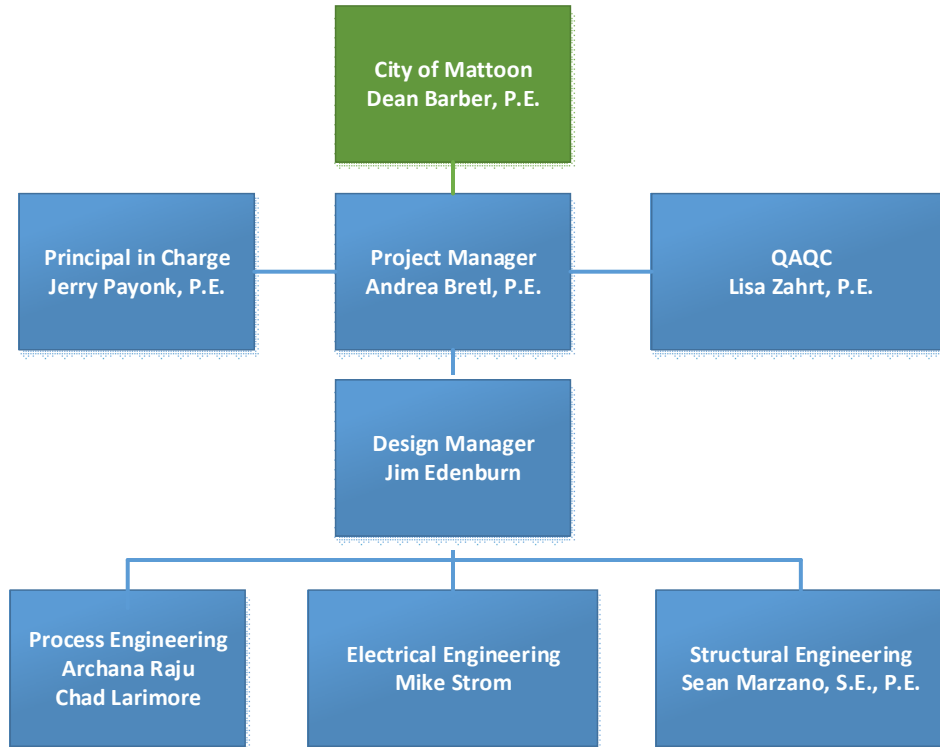 City of Mattoon
Dean Barber, P.E.
Principal in Charge
Jerry Payonk, P.E.
Project Manager
Andrea Bretl, P.E.
QAQC
Lisa Zahrt, P.E.
Design Manager
Jim Edenburn
Process Engineering
Archana Raju
Chad Larimore
Electrical Engineering
Mike Strom
Structural Engineering
Sean Marzano, S.E., P.E.